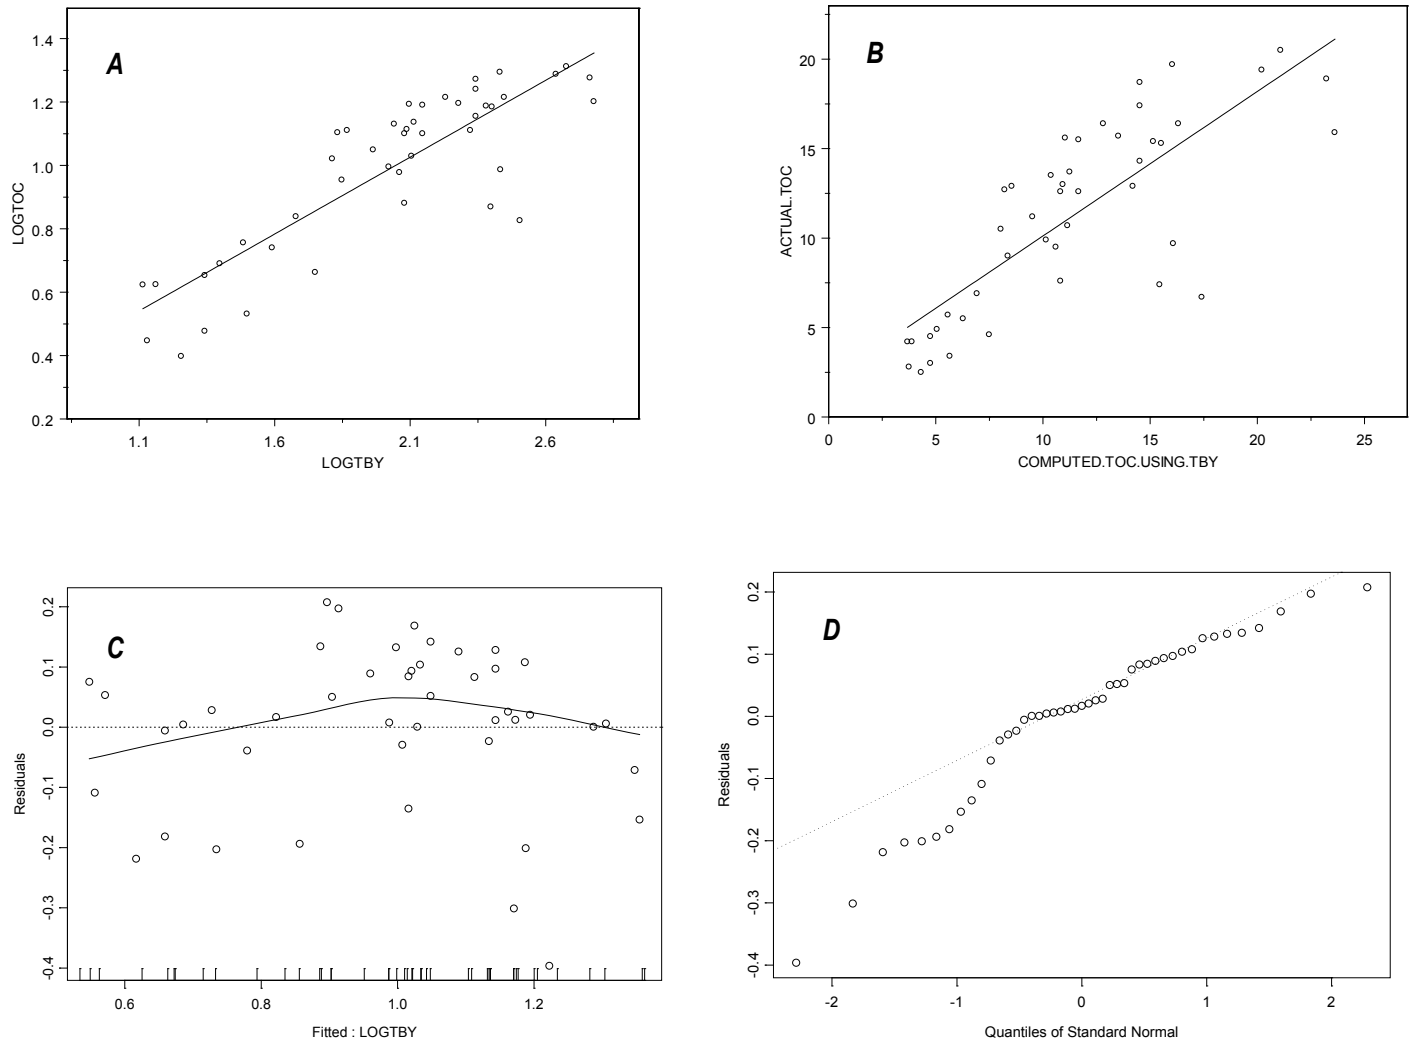 A
LOGTOC
1.4
1.2
1.0
0.8
0.6
0.4
0.2
1.1 1.6 2.1 2.6
LOGTBY
B
ACTUAL.TOC
20
15
10
5
0
0 5 10 15 20 25
COMPUTED.TOC.USING.TBY
C
Residuals
0.2
0.1
0.0
-0.1
-0.2
-0.3
-0.4
0.6 0.8 1.0 1.2
Fitted : LOGTBY
D
Residuals
0.2
0.1
0.0
-0.1
-0.2
-0.3
-0.4
-2 -1 0 1 2
Quantiles of Standard Normal